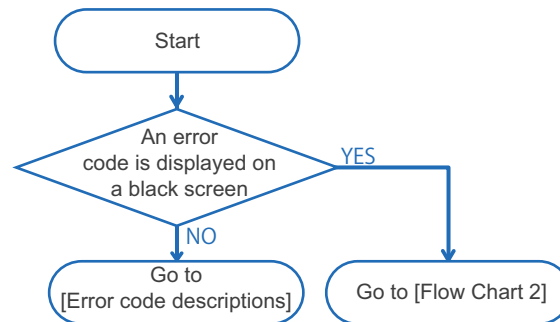 Start
An error
code is displayed on
a black screen
YES
NO
Go to
[Error code descriptions]
Go to [Flow Chart 2]